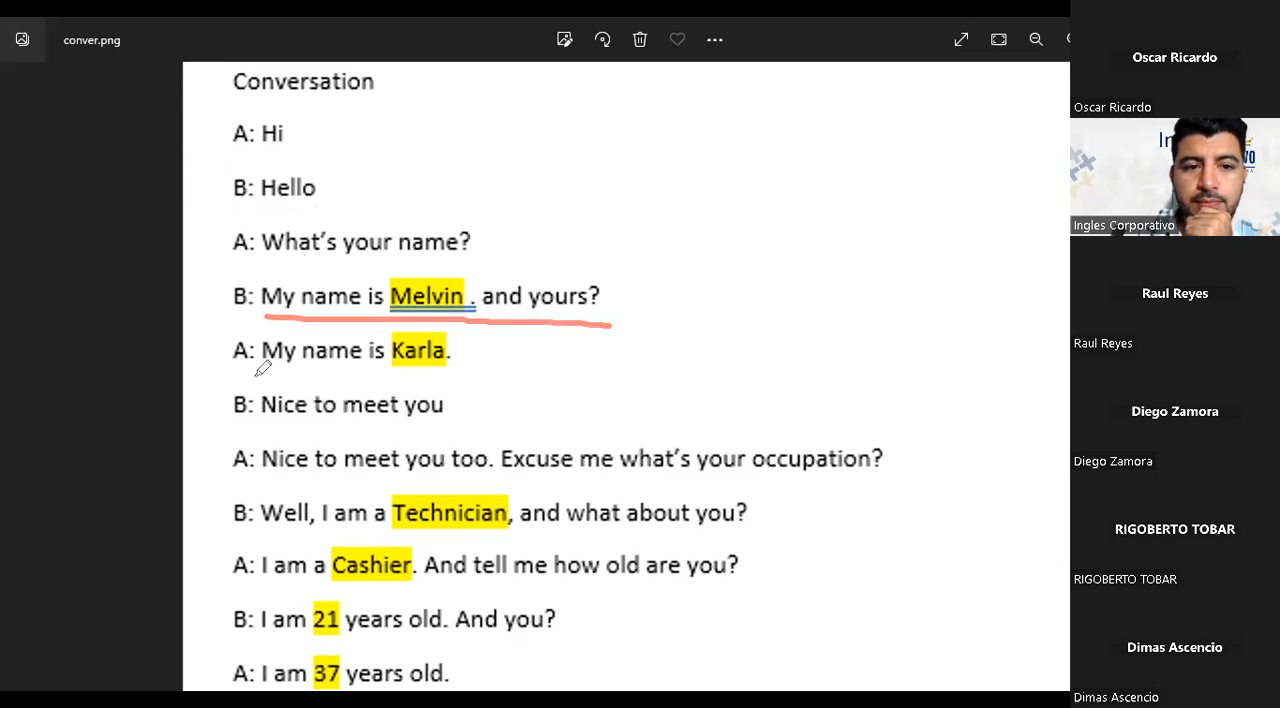 conver.png
Conversation
A: Hi
B: Hello
A: What's your name?
B: My name is Melvin . and yours?
A: My name is Karla.
B: Nice to meet you
A: Nice to meet you too. Excuse me what's your occupation?
B: Well, I am a Technician, and what about you?
A: I am a Cashier. And tell me how old are you?
B: I am 21 years old. And you?
A: I am 37 years old.
Oscar Ricardo
Oscar Ricardo
Ingles Corporativo
Raul Reyes
Raul Reyes
Diego Zamora
Diego Zamora
RIGOBERTO TOBAR
RIGOBERTO TOBAR
Dimas Ascencio
Dimas Ascencio